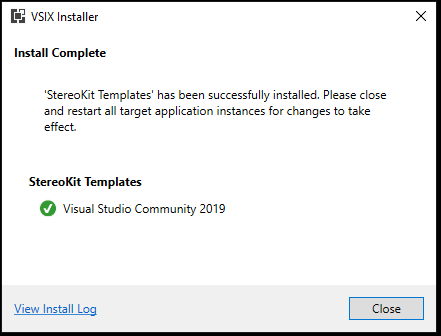 VSIX Installer
Install Complete
'StereoKit Templates' has been successfully installed. Please close
and restart all target application instances for changes to take
effect.
StereoKit Templates
Visual Studio Community 2019
View Install Log
Close